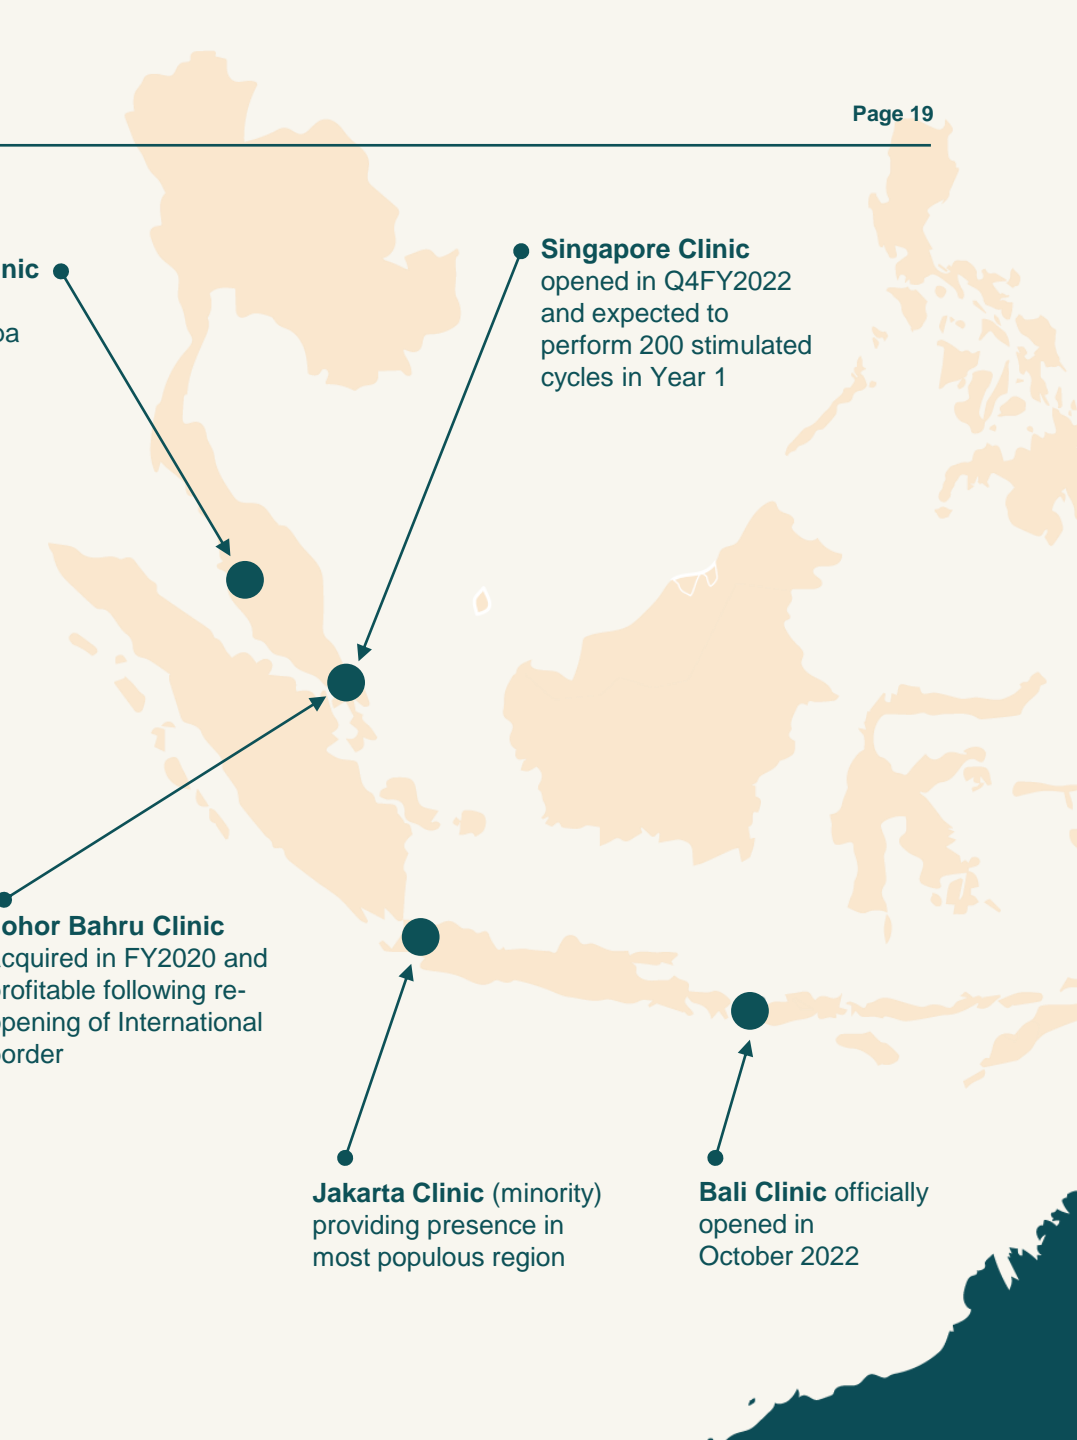 Page 19
nic
oa
Singapore Clinic
opened in Q4FY2022
and expected to
perform 200 stimulated
cycles in Year 1
ohor Bahru Clinic
cquired in FY2020 and
rofitable following re-
pening of International
order
Jakarta Clinic (minority)
providing presence in
most populous region
Bali Clinic officially
opened in
October 2022